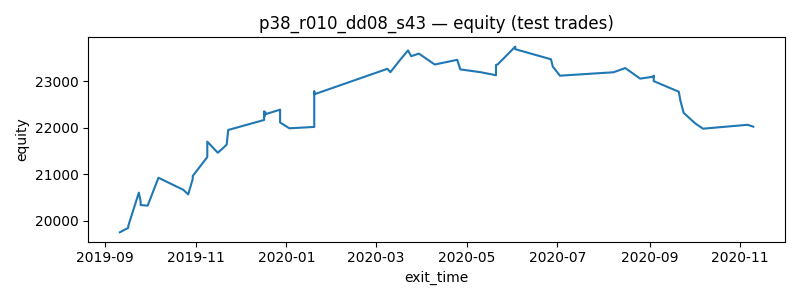 p38_r010_dd08_s43 — equity (test trades)
equity
23000
22000
21000
20000
2019-09 2019-11 2020-01 2020-03 2020-05 2020-07 2020-09 2020-11
exit_time